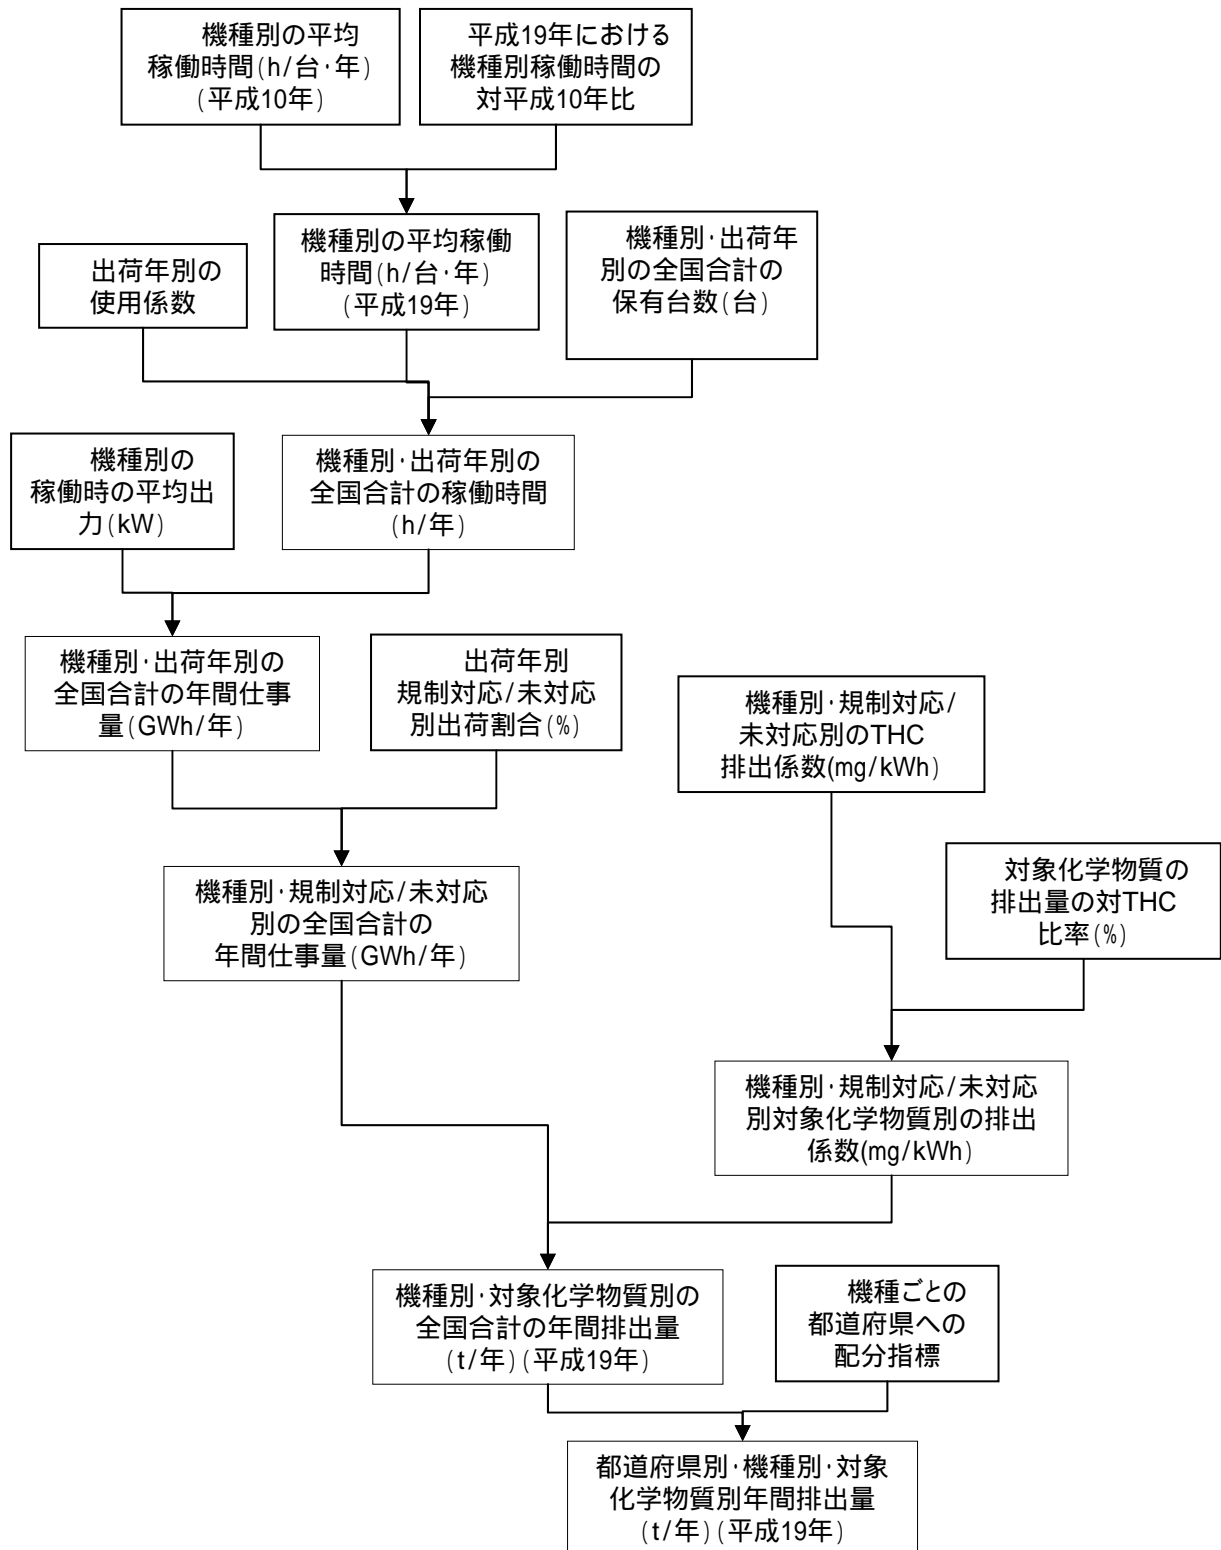 機種別の平均
稼働時間(h/台·年)
(平成10年)
平成19年における
機種別稼働時間の
対平成10年比
出荷年別の
使用係数
機種別の平均稼働
時間(h/台·年)
(平成19年)
機種別·出荷年
別の全国合計の
保有台数(台)
機種別の
稼働時の平均出
力(kW)
機種別·出荷年別の
全国合計の稼働時間
(h/年)
機種別·出荷年別の
全国合計の年間仕事
量(GWh/年)
出荷年別
規制対応/未対応
別出荷割合(%)
機種別·規制対応/
未対応別のTHC
排出係数(mg/kWh)
機種別·規制対応/未対応
別の全国合計の
年間仕事量(GWh/年)
対象化学物質の
排出量の対THC
比率(%)
機種別·規制対応/未対応
別対象化学物質別の排出
係数(mg/kWh)
機種別·対象化学物質別の
全国合計の年間排出量
(t/年)(平成19年)
機種ごとの
都道府県への
配分指標
都道府県別·機種別·対象
化学物質別年間排出量
(t/年)(平成19年)